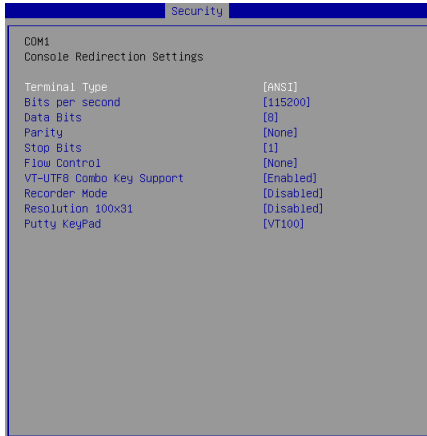 Security
COM1
Console Redirection Settings
Terminal Type [ANSI]
Bits per second [115200]
Data Bits [8]
Parity [None]
Stop Bits [1]
Flow Control [None]
VT-UTF8 Combo Key Support [Enabled]
Recorder Mode [Disabled]
Resolution 100x31 [Disabled]
Putty KeyPad [VT100]